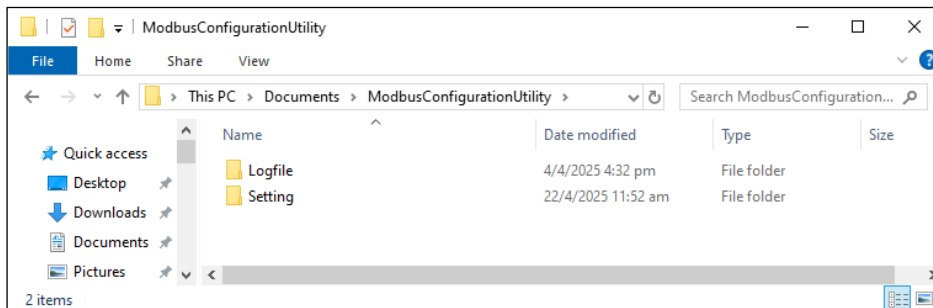 ModbusConfigurationUtility
File Home Share View
This PC Documents ModbusConfigurationUtility Search ModbusConfiguration...
Name Date modified Type Size
Quick access
Logfile 4/4/2025 4:32 pm File folder
Desktop
Setting 22/4/2025 11:52 am File folder
Downloads
Documents
Pictures
2 items